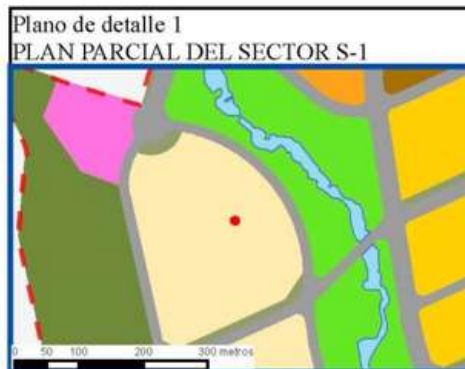 Plano de detalle 1
PLAN PARCIAL DEL SECTOR S-1
0 50 100 200 300 metros